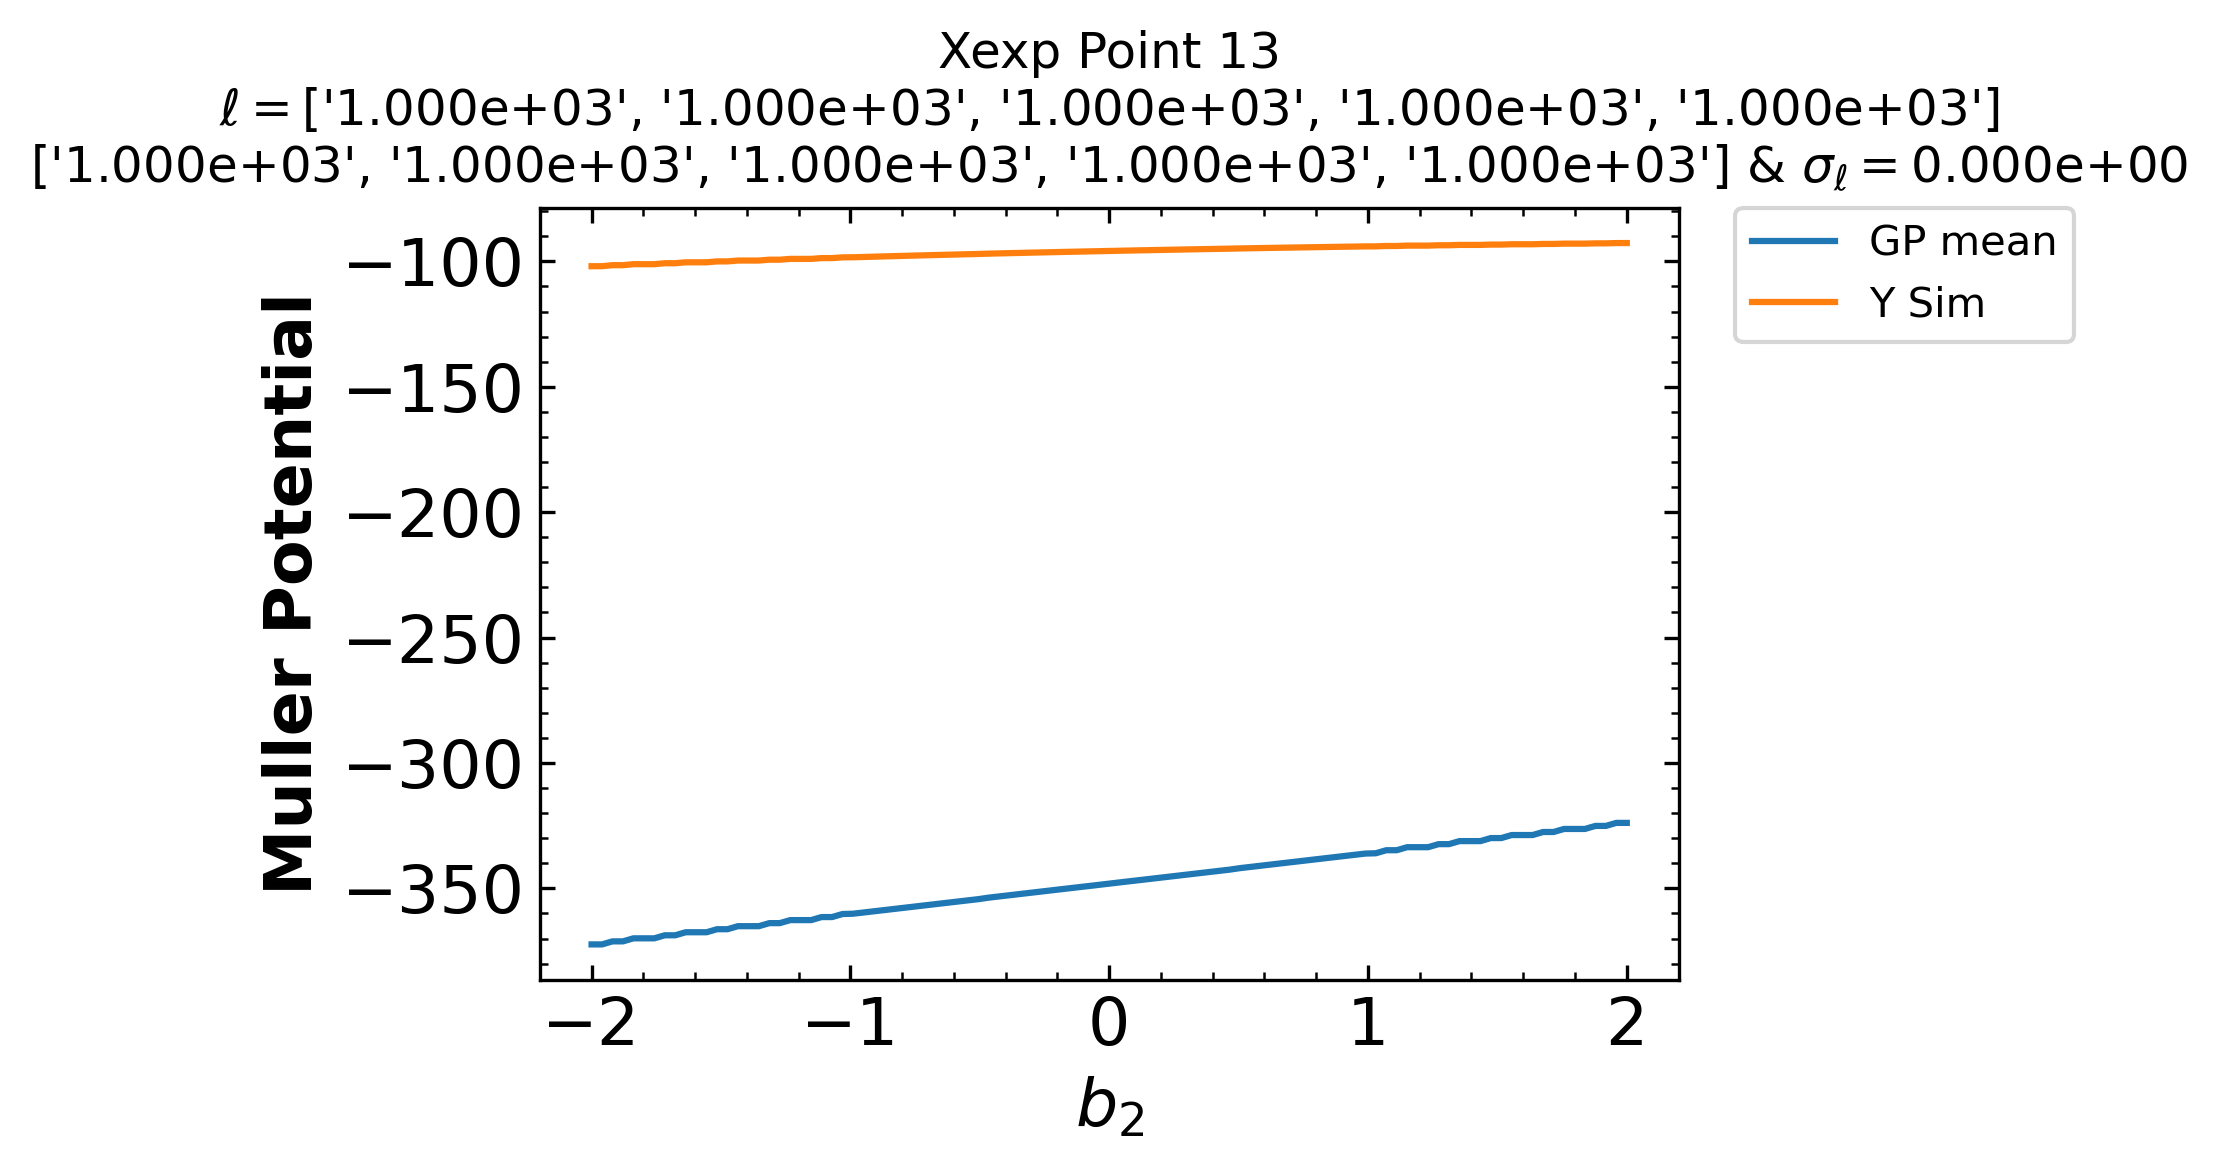 Xexp Point 13
ℓ = ['1.000e+03', '1.000e+03', '1.000e+03', '1.000e+03', '1.000e+03']
['1.000e+03', '1.000e+03', '1.000e+03', '1.000e+03', '1.000e+03'] & σ_ℓ = 0.000e+00
GP mean
Y Sim
Muller Potential
−100
−150
−200
−250
−300
−350
−2 −1 0 1 2
b₂